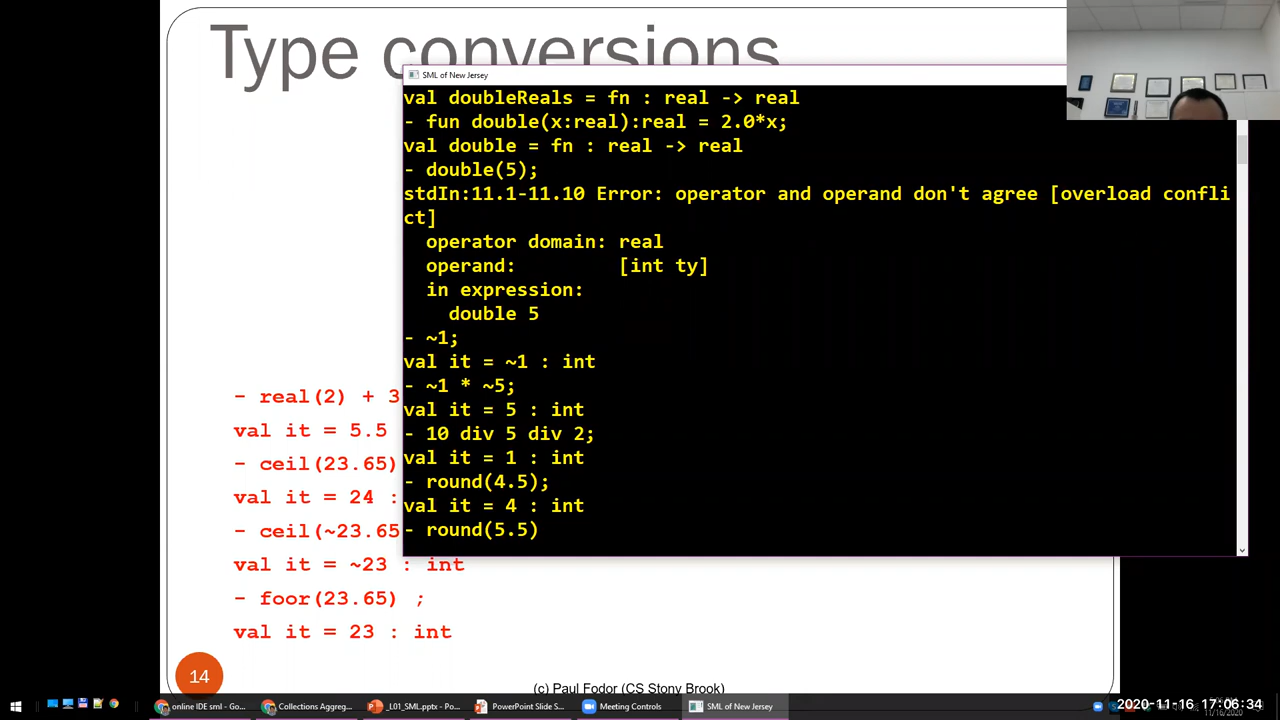 Type conversions
SML of New Jersey
val doubleReals = fn : real -> real
- fun double(x:real):real = 2.0*x;
val double = fn : real -> real
- double(5);
stdIn:11.1-11.10 Error: operator and operand don't agree [overload confli
ct]
operator domain: real
operand: [int ty]
in expression:
double 5
- ~1;
val it = ~1 : int
- ~1 * ~5;
val it = 5 : int
- 10 div 5 div 2;
val it = 1 : int
- round(4.5);
val it = 4 : int
- round(5.5)
- real(2) + 3
val it = 5.5
- ceil(23.65)
val it = 24 :
- ceil(~23.65
val it = ~23 : int
- foor(23.65) ;
val it = 23 : int
14
(c) Paul Fodor (CS Stony Brook)
online IDE sml - Go...
Collections Aggreg...
_L01_SML.pptx - Po...
PowerPoint Slide S...
Meeting Controls
SML of New Jersey
2020-11-16 17:06:34